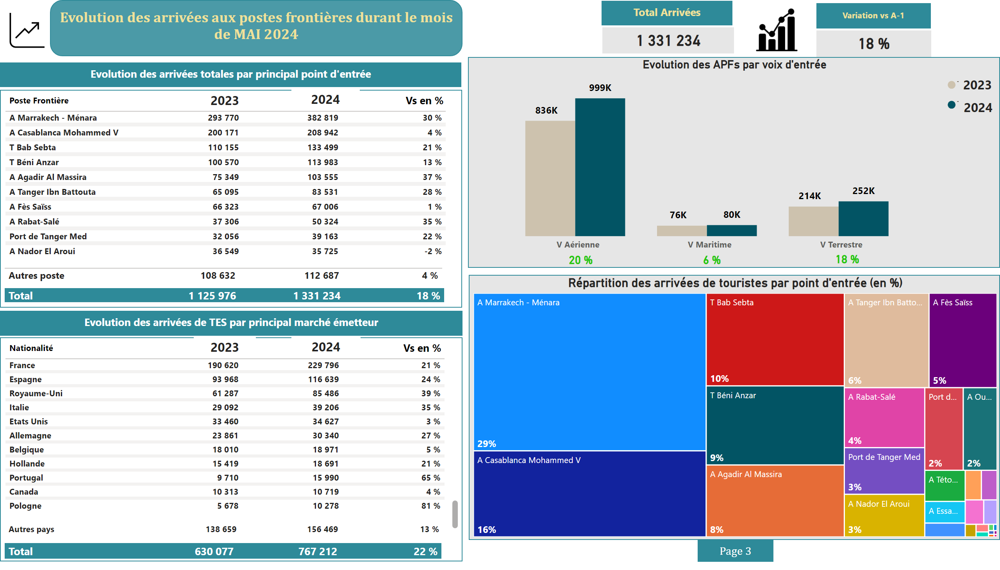 Evolution des arrivées aux postes frontières durant le mois
de MAI 2024
Total Arrivées
1 331 234
Variation vs A-1
18 %
Evolution des arrivées totales par principal point d'entrée
Poste Frontière 2023 2024 Vs en %
A Marrakech - Ménara 293 770 382 819 30 %
A Casablanca Mohammed V 200 171 208 942 4 %
T Bab Sebta 110 155 133 499 21 %
T Béni Anzar 100 570 113 983 13 %
A Agadir Al Massira 75 349 103 555 37 %
A Tanger Ibn Battouta 65 095 83 531 28 %
A Fès Saïss 66 323 67 006 1 %
A Rabat-Salé 37 306 50 324 35 %
Port de Tanger Med 32 056 39 163 22 %
A Nador El Aroui 36 549 35 725 -2 %
Autres poste 108 632 112 687 4 %
Total 1 125 976 1 331 234 18 %
Evolution des arrivées de TES par principal marché émetteur
Nationalité 2023 2024 Vs en %
France 190 620 229 796 21 %
Espagne 93 968 116 639 24 %
Royaume-Uni 61 287 85 486 39 %
Italie 29 092 39 206 35 %
Etats Unis 33 460 34 627 3 %
Allemagne 23 861 30 340 27 %
Belgique 18 010 18 971 5 %
Hollande 15 419 18 691 21 %
Portugal 9 710 15 990 65 %
Canada 10 313 10 719 4 %
Pologne 5 678 10 278 81 %
Autres pays 138 659 156 469 13 %
Total 630 077 767 212 22 %
Evolution des APFs par voix d'entrée
2023
2024
836K 999K
76K 80K
214K 252K
V Aérienne V Maritime V Terrestre
20 % 6 % 18 %
Répartition des arrivées de touristes par point d'entrée (en %)
A Marrakech - Ménara
29%
A Casablanca Mohammed V
16%
T Bab Sebta
10%
T Béni Anzar
9%
A Agadir Al Massira
8%
A Tanger Ibn Batto...
6%
A Fès Saïss
5%
A Rabat-Salé
4%
Port de Tanger Med
3%
A Nador El Aroui
3%
Port d...
2%
A Ou...
2%
A Této...
A Essa...
Page 3